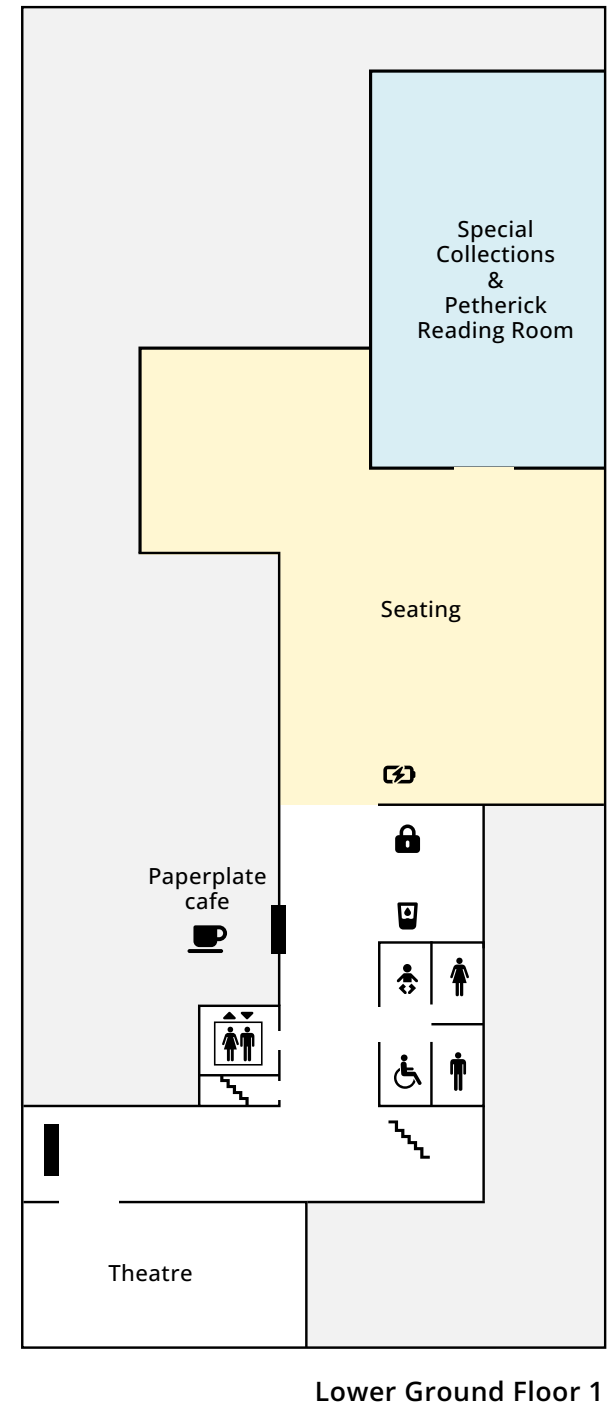 Special
Collections
&
Petherick
Reading Room
Seating
Paperplate
cafe
Theatre
Lower Ground Floor 1